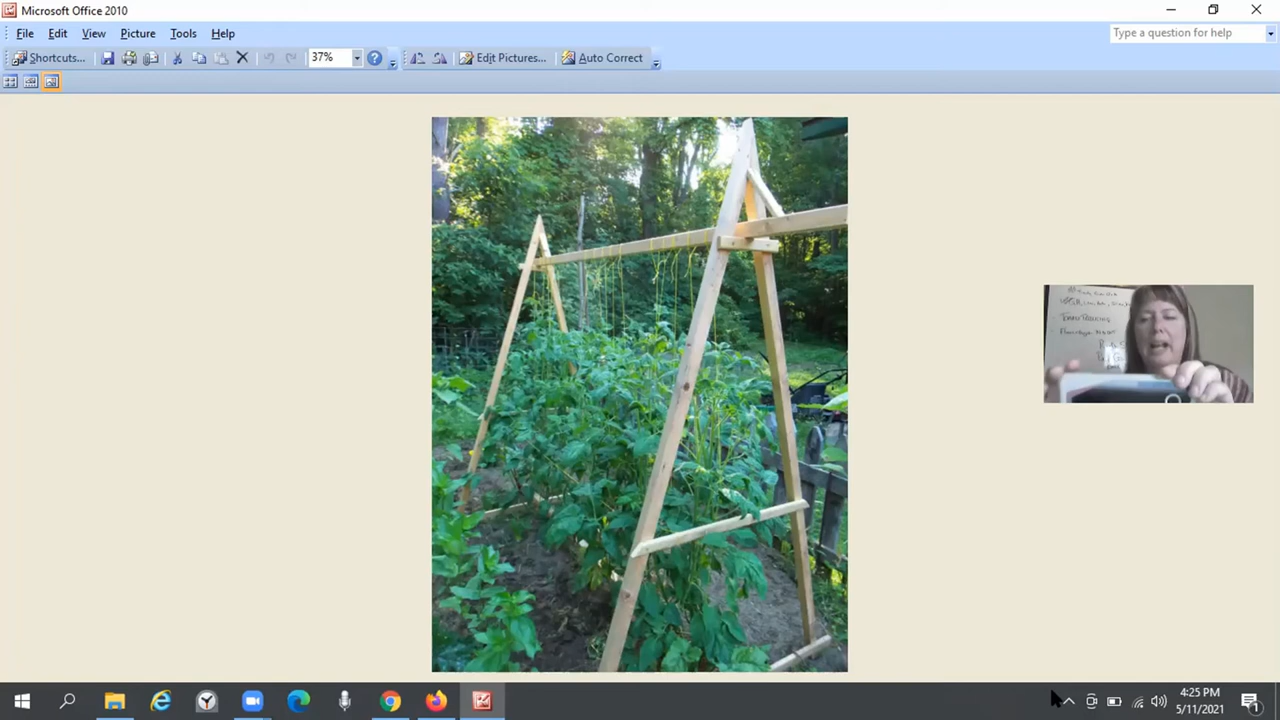 Microsoft Office 2010
File Edit View Picture Tools Help
Type a question for help
Shortcuts... 37% Edit Pictures... Auto Correct
4:25 PM
5/11/2021